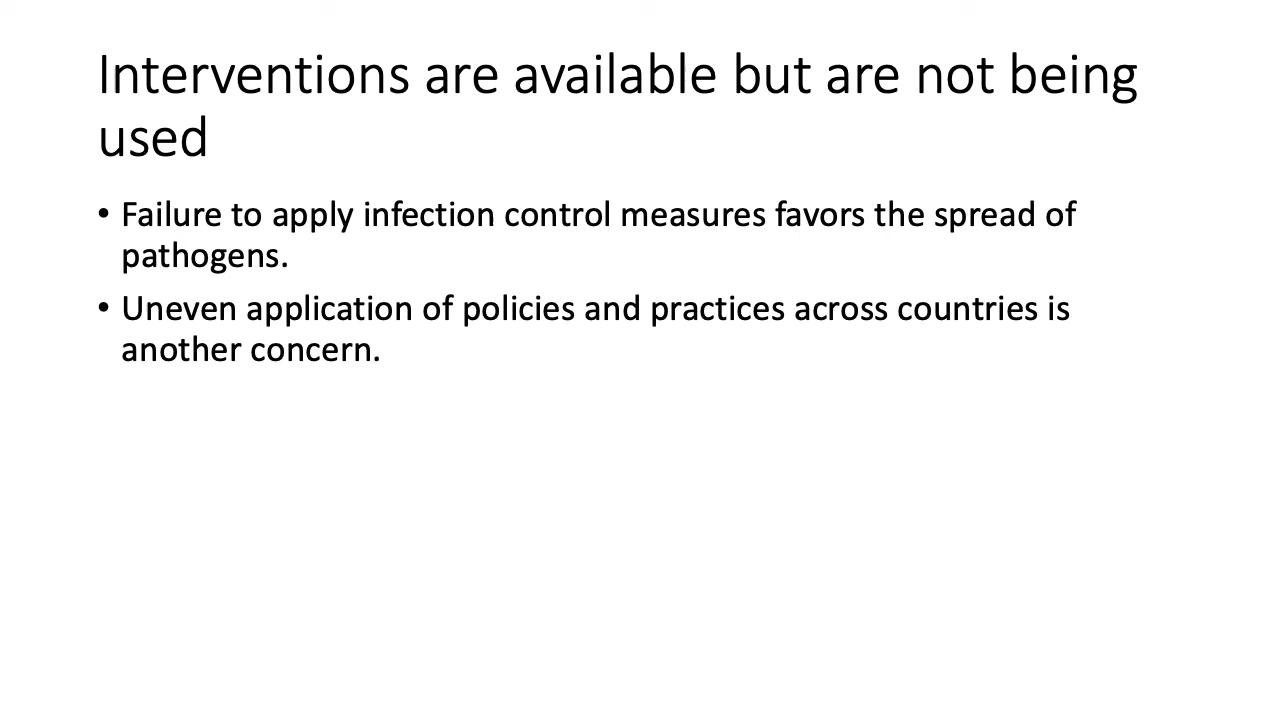 Interventions are available but are not being
used
• Failure to apply infection control measures favors the spread of
pathogens.
• Uneven application of policies and practices across countries is
another concern.